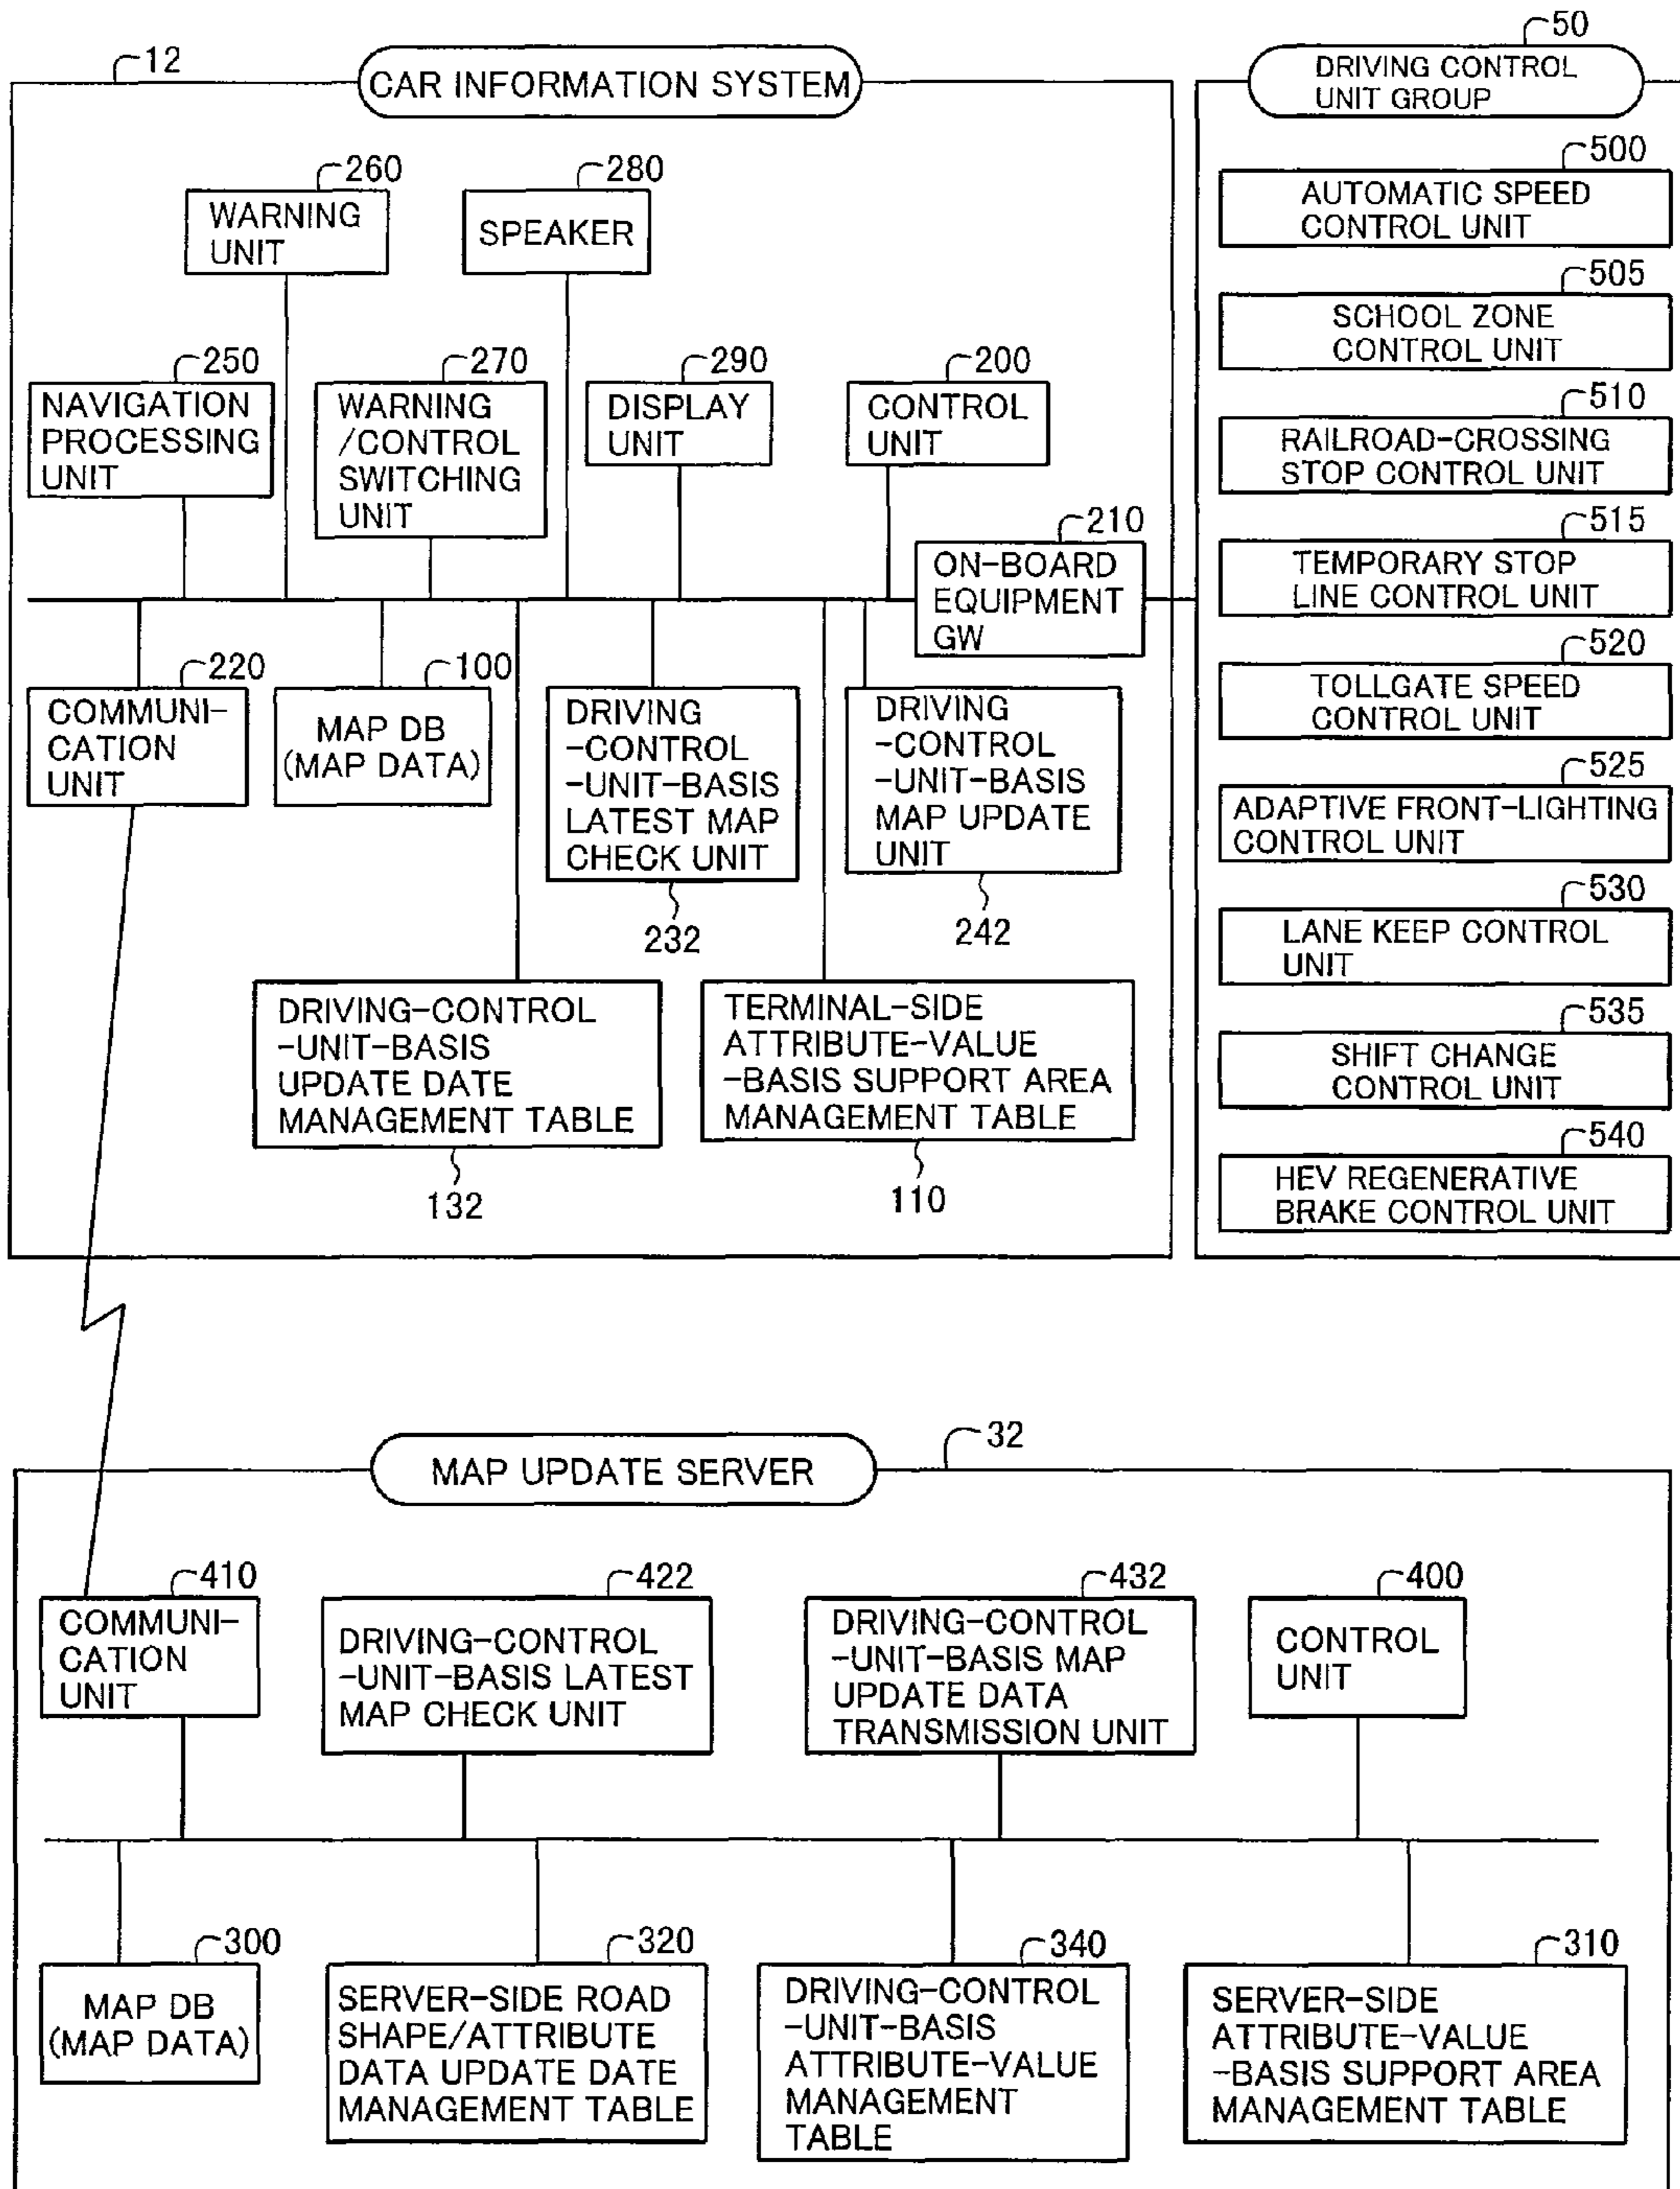 12
CAR INFORMATION SYSTEM
260
WARNING
UNIT
280
SPEAKER
250
NAVIGATION
PROCESSING
UNIT
270
WARNING
/CONTROL
SWITCHING
UNIT
290
DISPLAY
UNIT
200
CONTROL
UNIT
210
ON-BOARD
EQUIPMENT
GW
220
COMMUNI-
CATION
UNIT
100
MAP DB
(MAP DATA)
DRIVING
-CONTROL
-UNIT-BASIS
LATEST MAP
CHECK UNIT
232
DRIVING
-CONTROL
-UNIT-BASIS
MAP UPDATE
UNIT
242
DRIVING-CONTROL
-UNIT-BASIS
UPDATE DATE
MANAGEMENT TABLE
132
TERMINAL-SIDE
ATTRIBUTE-VALUE
-BASIS SUPPORT AREA
MANAGEMENT TABLE
110
50
DRIVING CONTROL
UNIT GROUP
500
AUTOMATIC SPEED
CONTROL UNIT
505
SCHOOL ZONE
CONTROL UNIT
510
RAILROAD-CROSSING
STOP CONTROL UNIT
515
TEMPORARY STOP
LINE CONTROL UNIT
520
TOLLGATE SPEED
CONTROL UNIT
525
ADAPTIVE FRONT-LIGHTING
CONTROL UNIT
530
LANE KEEP CONTROL
UNIT
535
SHIFT CHANGE
CONTROL UNIT
540
HEV REGENERATIVE
BRAKE CONTROL UNIT
32
MAP UPDATE SERVER
410
COMMUNI-
CATION
UNIT
422
DRIVING-CONTROL
-UNIT-BASIS LATEST
MAP CHECK UNIT
432
DRIVING-CONTROL
-UNIT-BASIS MAP
UPDATE DATA
TRANSMISSION UNIT
400
CONTROL
UNIT
300
MAP DB
(MAP DATA)
320
SERVER-SIDE ROAD
SHAPE/ATTRIBUTE
DATA UPDATE DATE
MANAGEMENT TABLE
340
DRIVING-CONTROL
-UNIT-BASIS
ATTRIBUTE-VALUE
MANAGEMENT
TABLE
310
SERVER-SIDE
ATTRIBUTE-VALUE
-BASIS SUPPORT AREA
MANAGEMENT TABLE